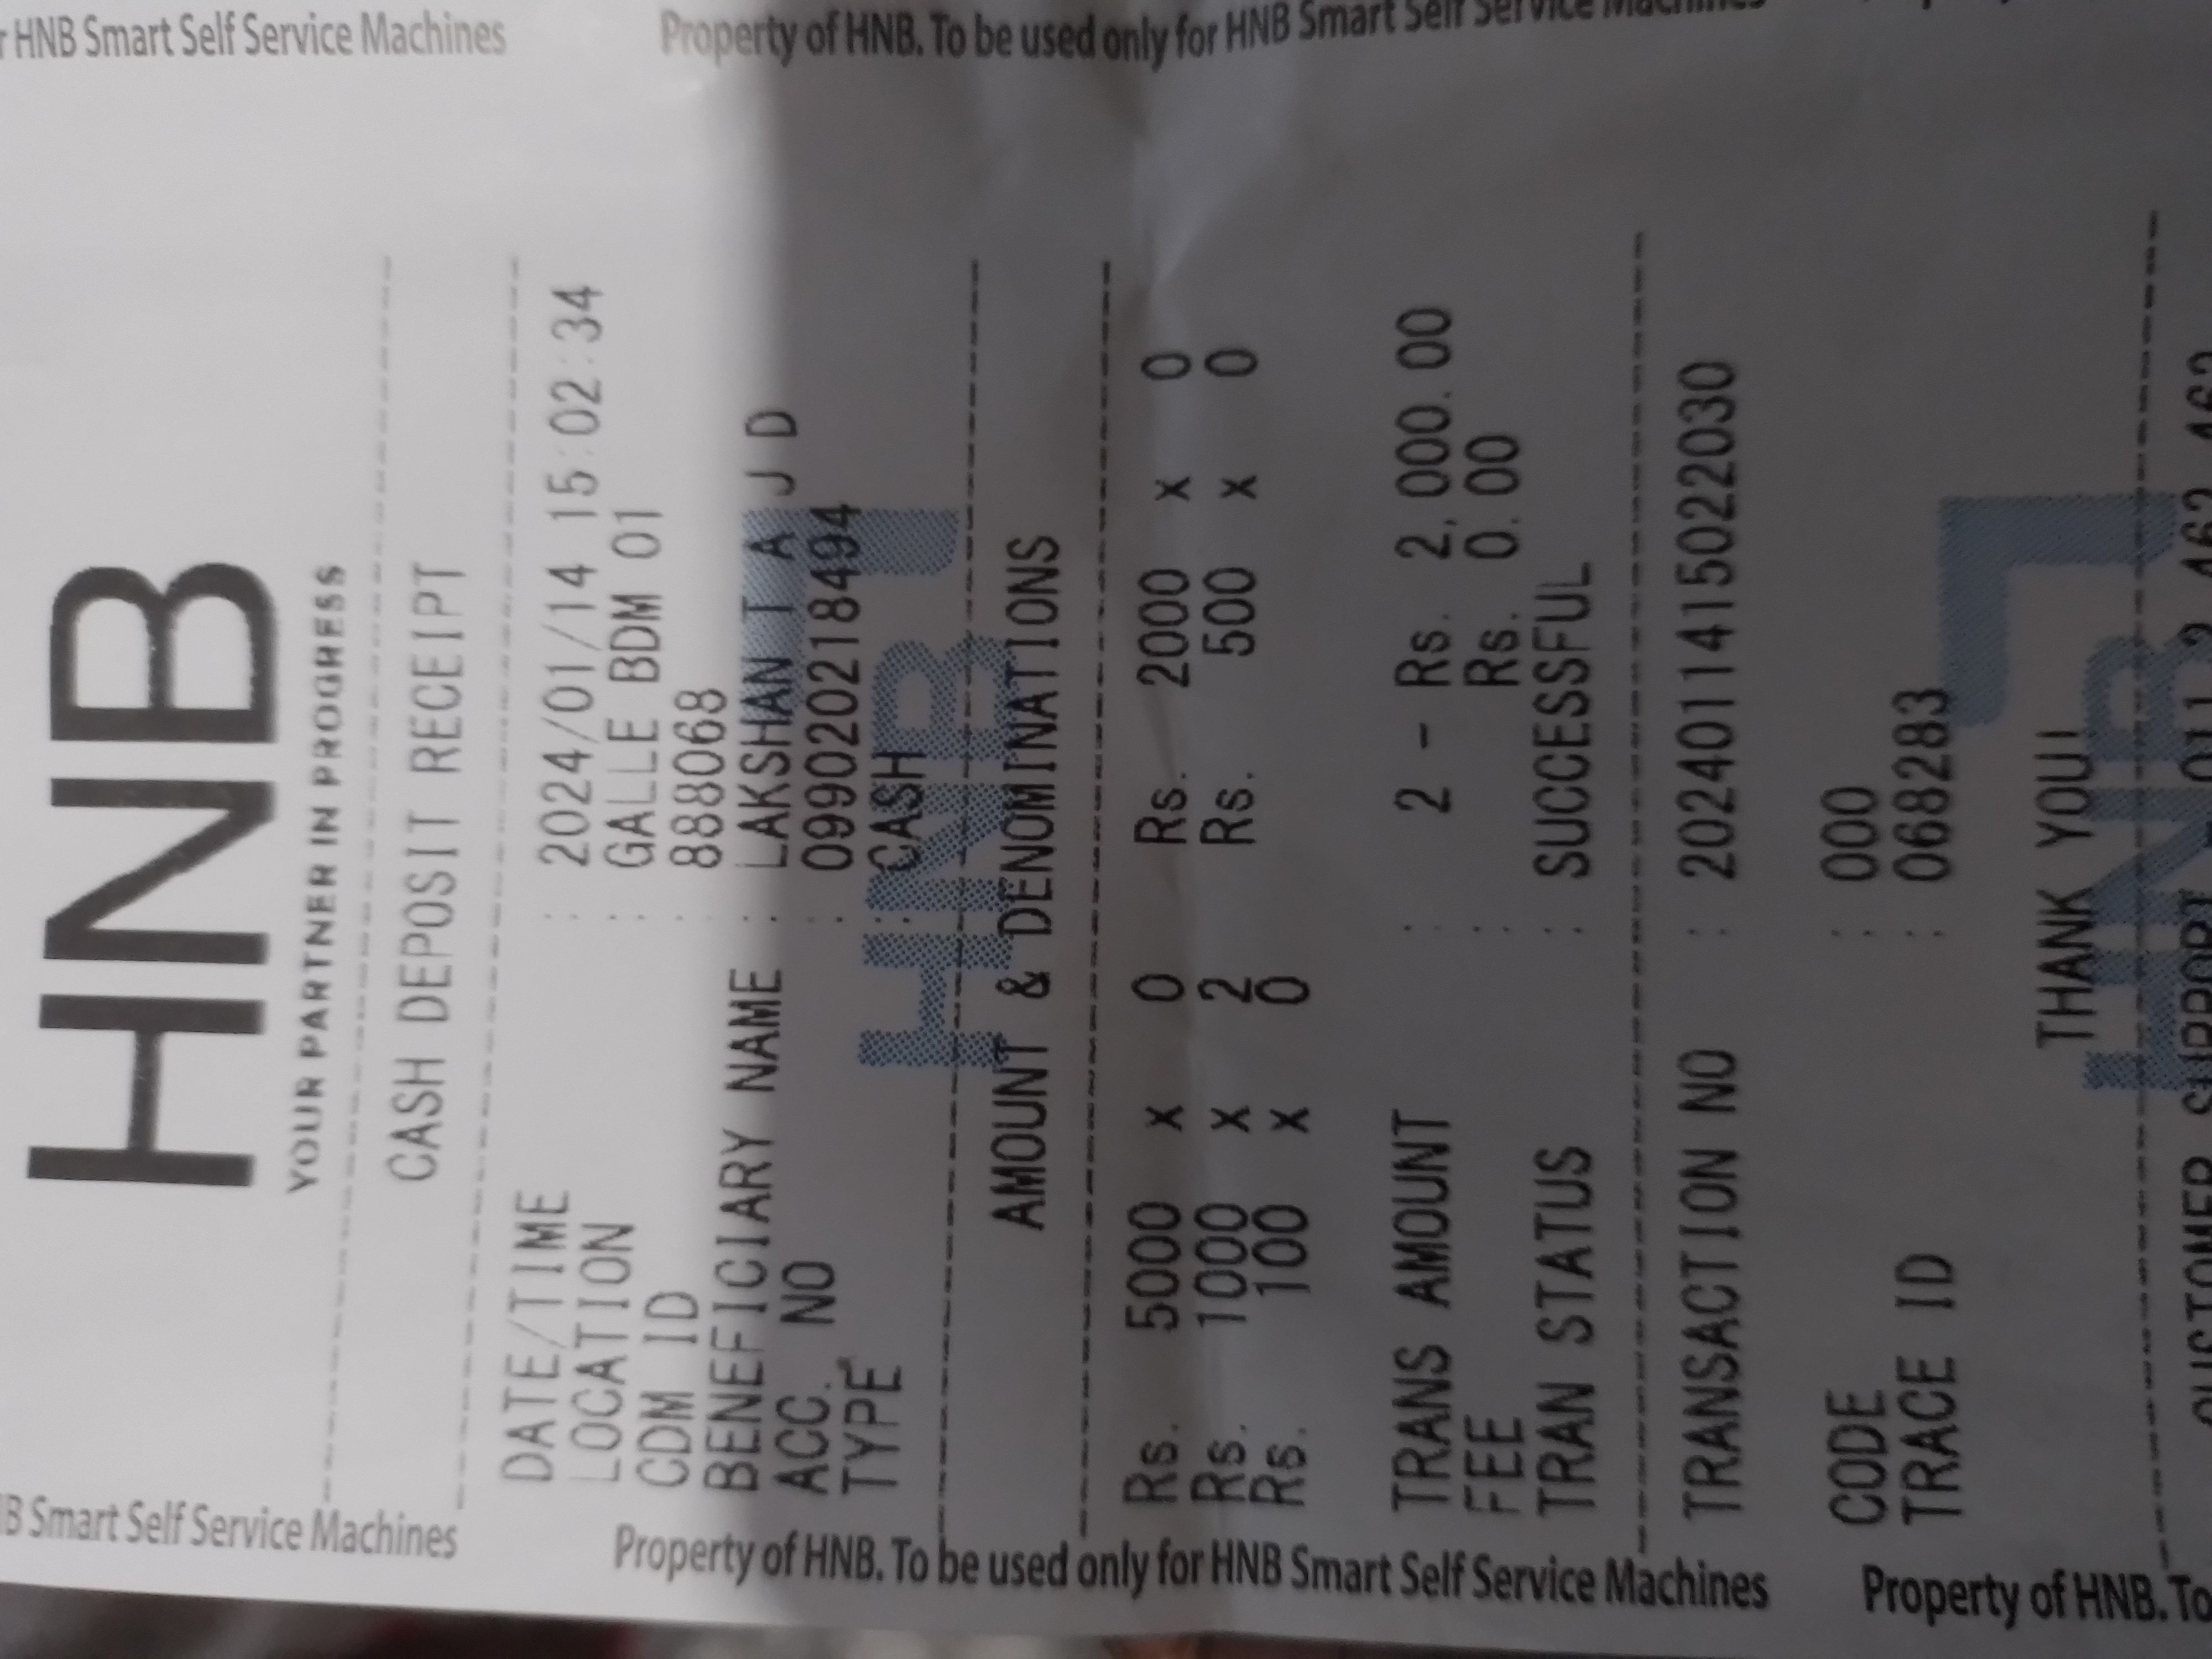 HNB Smart Self Service Machines
Property of HNB. To be used only for HNB Smart Self Service Machines
HNB
YOUR PARTNER IN PROGRESS
CASH DEPOSIT RECEIPT
DATE/TIME : 2024/01/14 15:02:34
LOCATION : GALLE BDM 01
CDM ID : 888068
BENEFICIARY NAME : LAKSHAN T A J D
ACC. NO : 099020218494
TYPE : CASH
HNB
AMOUNT & DENOMINATIONS
Rs. 5000 x 0 Rs. 2000 x 0
Rs. 1000 x 2 Rs. 500 x 0
Rs. 100 x 0
TRANS AMOUNT : 2 - Rs. 2,000.00
FEE : Rs. 0.00
TRAN STATUS : SUCCESSFUL
TRANSACTION NO : 20240114150222030
CODE : 000
TRACE ID : 068283
THANK YOU!
HNB
CUSTOMER SUPPORT
Smart Self Service Machines
Property of HNB. To be used only for HNB Smart Self Service Machines
Property of HNB. To